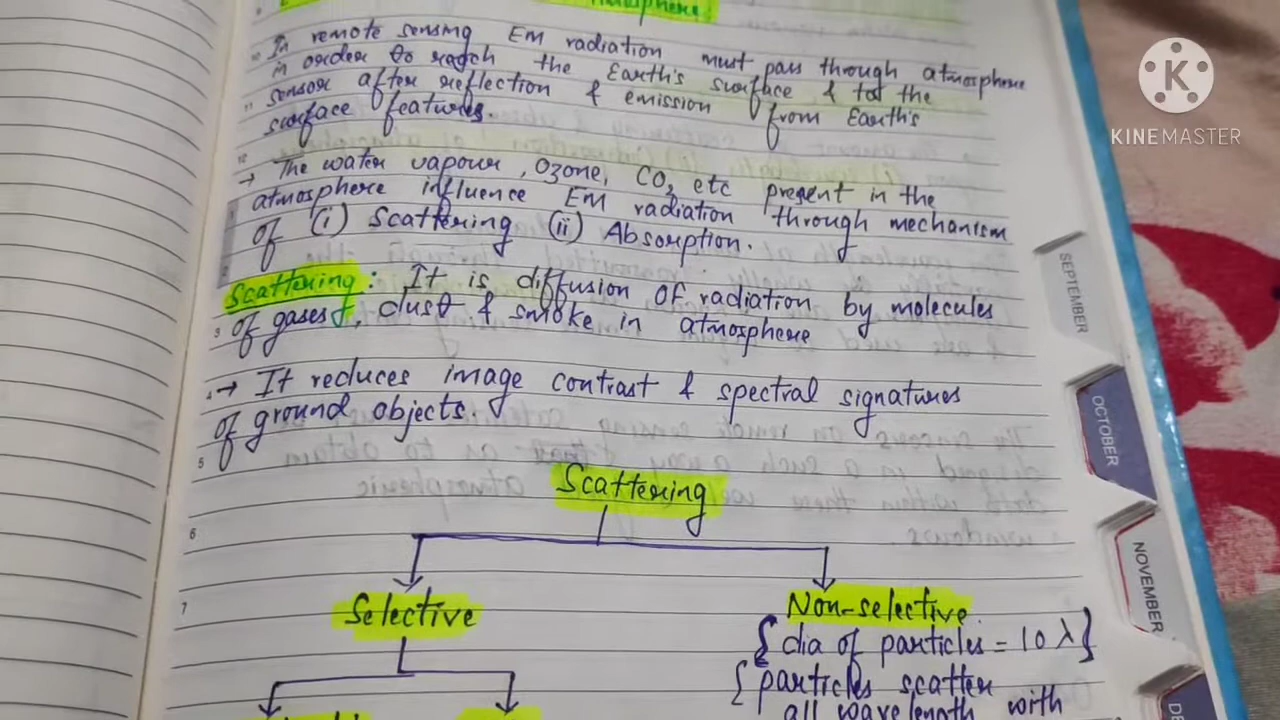 In remote sensing EM radiation must pass through atmosphere
in order to reach the Earth's surface & to the
sensor after reflection & emission from Earth's
surface features.
→ The water vapour, Ozone, CO2 etc present in the
atmosphere influence EM radiation through mechanism
of (i) Scattering (ii) Absorption.
Scattering: It is diffusion of radiation by molecules
of gases, dust & smoke in atmosphere
→ It reduces image contrast & spectral signatures
of ground objects.
Scattering
Selective
Non-selective
{dia of particles = 10 λ}
{particles scatter
all wavelength with
KINEMASTER
SEPTEMBER
OCTOBER
NOVEMBER